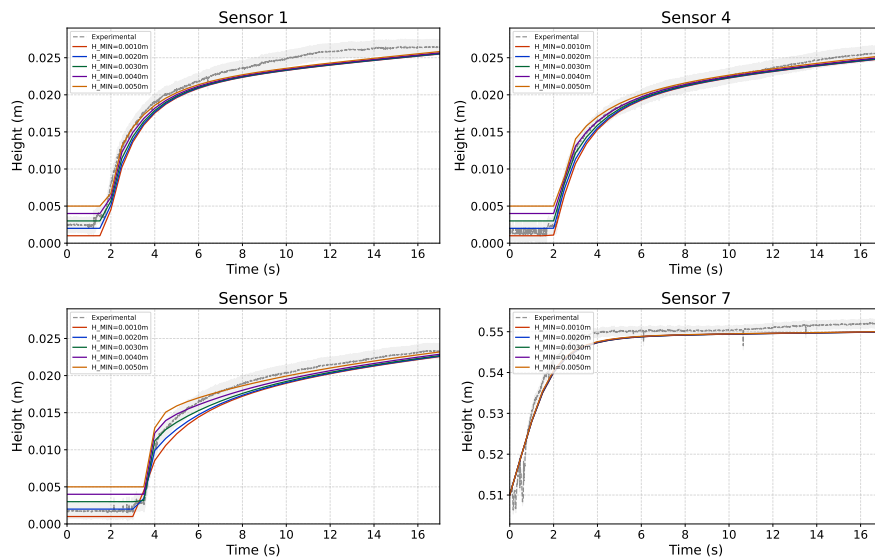 Sensor 1
Height (m)
0.025
0.020
0.015
0.010
0.005
0.000
Experimental
H_MIN=0.0010m
H_MIN=0.0020m
H_MIN=0.0030m
H_MIN=0.0040m
H_MIN=0.0050m
0 2 4 6 8 10 12 14 16
Time (s)
Sensor 4
Height (m)
0.025
0.020
0.015
0.010
0.005
0.000
Experimental
H_MIN=0.0010m
H_MIN=0.0020m
H_MIN=0.0030m
H_MIN=0.0040m
H_MIN=0.0050m
0 2 4 6 8 10 12 14 16
Time (s)
Sensor 5
Height (m)
0.025
0.020
0.015
0.010
0.005
0.000
Experimental
H_MIN=0.0010m
H_MIN=0.0020m
H_MIN=0.0030m
H_MIN=0.0040m
H_MIN=0.0050m
0 2 4 6 8 10 12 14 16
Time (s)
Sensor 7
Height (m)
0.55
0.54
0.53
0.52
0.51
Experimental
H_MIN=0.0010m
H_MIN=0.0020m
H_MIN=0.0030m
H_MIN=0.0040m
H_MIN=0.0050m
0 2 4 6 8 10 12 14 16
Time (s)